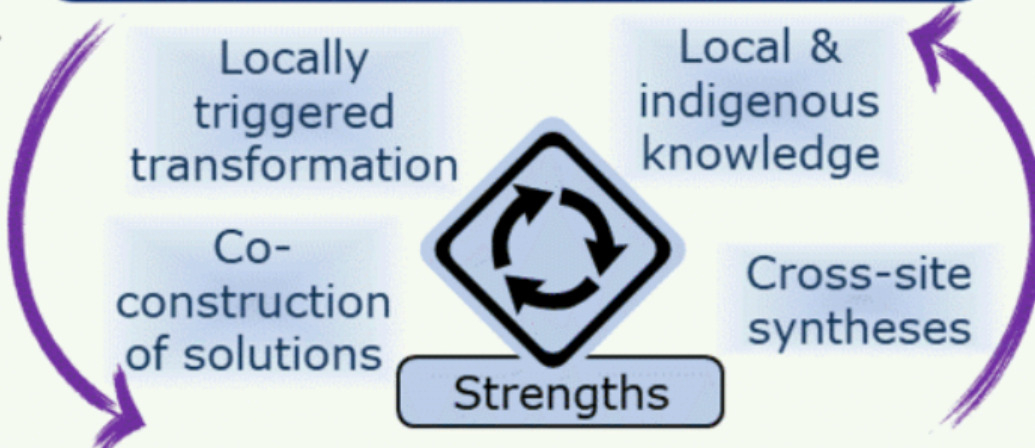 Locally
triggered
transformation
Local &
indigenous
knowledge
Co-
construction
of solutions
Cross-site
syntheses
Strengths